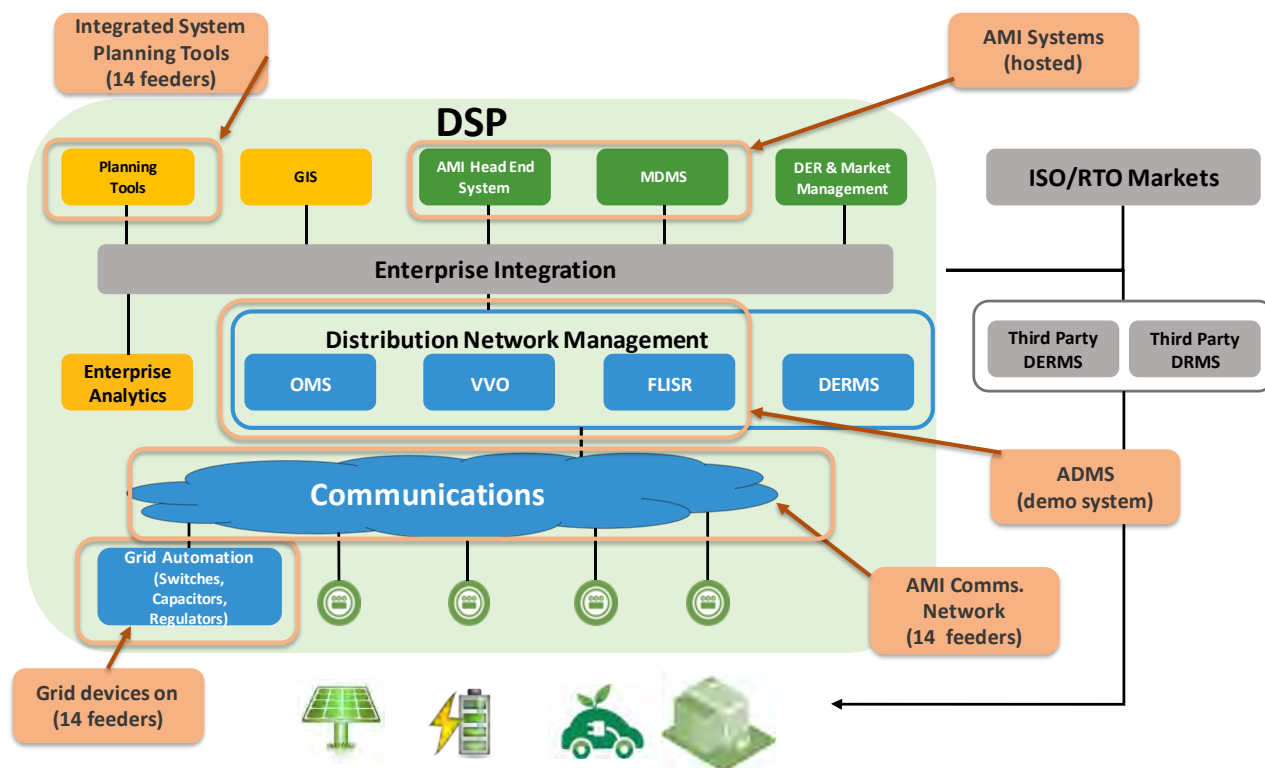 Integrated System
Planning Tools
(14 feeders)
AMI Systems
(hosted)
DSP
Planning
Tools
GIS
AMI Head End
System
MDMS
DER & Market
Management
ISO/RTO Markets
Enterprise Integration
Distribution Network Management
Enterprise
Analytics
OMS
VVO
FLISR
DERMS
Third Party
DERMS
Third Party
DRMS
Communications
ADMS
(demo system)
Grid Automation
(Switches,
Capacitors,
Regulators)
AMI Comms.
Network
(14 feeders)
Grid devices on
(14 feeders)